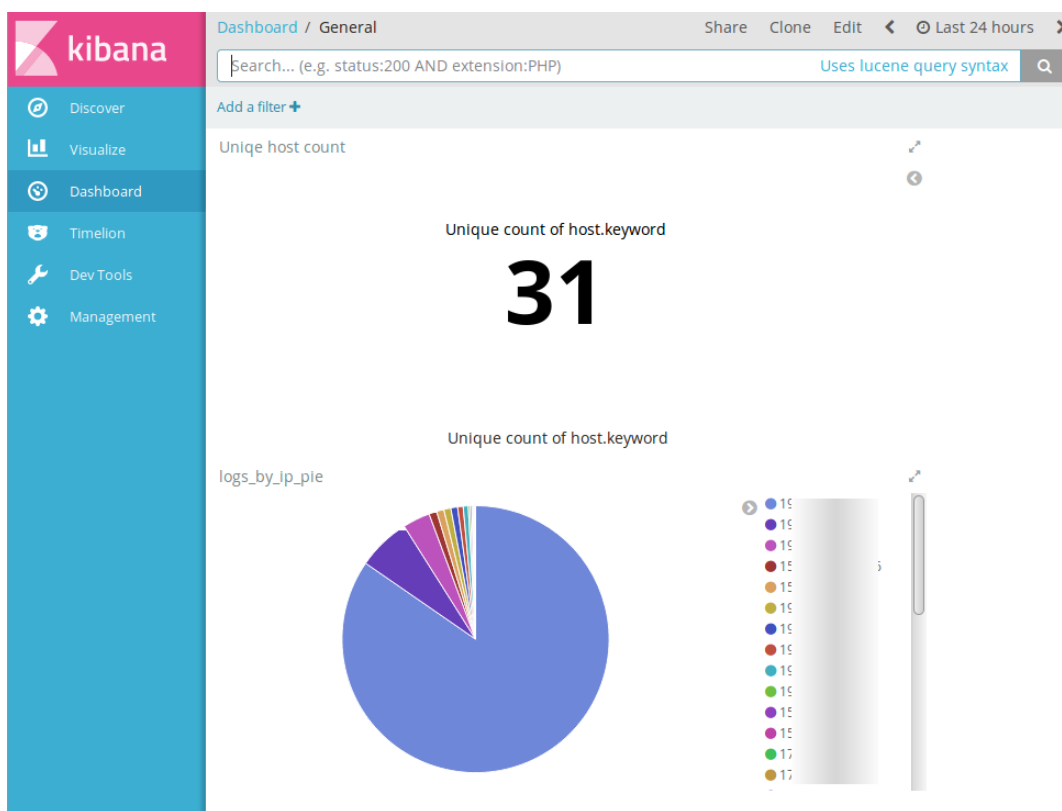 kibana
Discover
Visualize
Dashboard
Timelion
Dev Tools
Management
Dashboard / General
Share Clone Edit Last 24 hours
Search... (e.g. status:200 AND extension:PHP) Uses lucene query syntax
Add a filter
Uniqe host count
Unique count of host.keyword
31
Unique count of host.keyword
logs_by_ip_pie